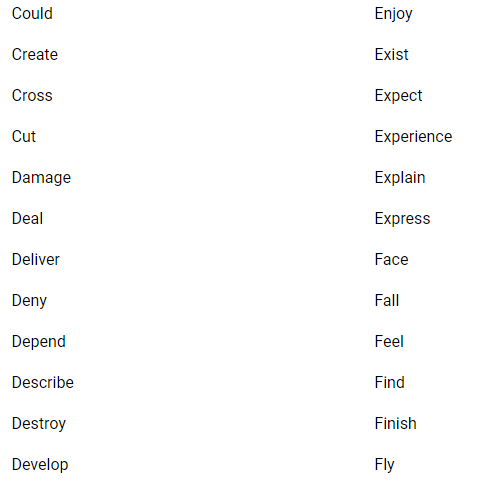 Could
Create
Cross
Cut
Damage
Deal
Deliver
Deny
Depend
Describe
Destroy
Develop
Enjoy
Exist
Expect
Experience
Explain
Express
Face
Fall
Feel
Find
Finish
Fly